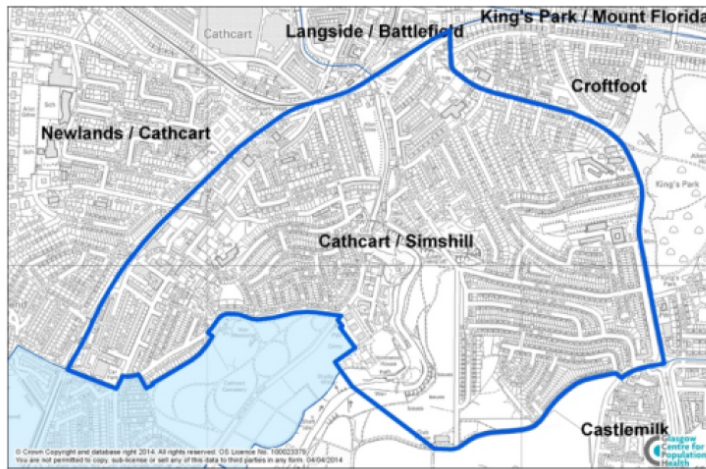 King's Park / Mount Florida
Langside / Battlefield
Cathcart
Croftfoot
Newlands / Cathcart
King's Park
Cathcart / Simshill
Cathcart
Cemetery
Castlemilk
© Crown Copyright and database right 2014. All rights reserved. OS Licence No. 100023379
You are not permitted to copy, sub-license or sell any of this data to third parties in any form. 04/04/2014
Glasgow
Centre for
Population
Health